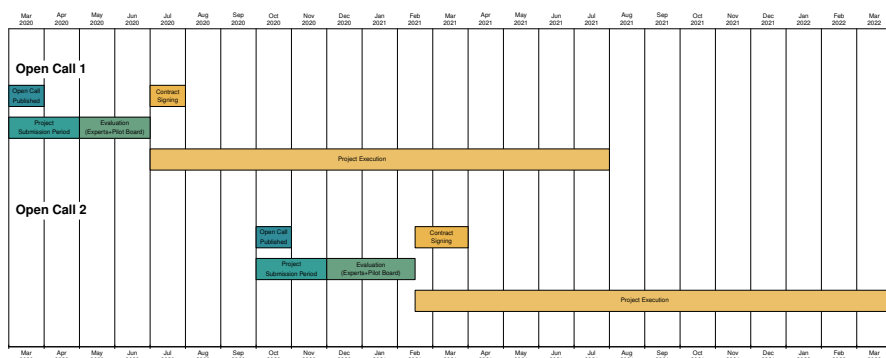 Mar Apr May Jun Jul Aug Sep Oct Nov Dec Jan Feb Mar Apr May Jun Jul Aug Sep Oct Nov Dec Jan Feb Mar
2020 2020 2020 2020 2020 2020 2020 2020 2020 2020 2021 2021 2021 2021 2021 2021 2021 2021 2021 2021 2021 2021 2022 2022 2022
Open Call 1
Open Call
Published
Contract
Signing
Project
Submission Period
Evaluation
(Experts+Pilot Board)
Project Execution
Open Call 2
Open Call
Published
Contract
Signing
Project
Submission Period
Evaluation
(Experts+Pilot Board)
Project Execution
Mar Apr May Jun Jul Aug Sep Oct Nov Dec Jan Feb Mar Apr May Jun Jul Aug Sep Oct Nov Dec Jan Feb Mar